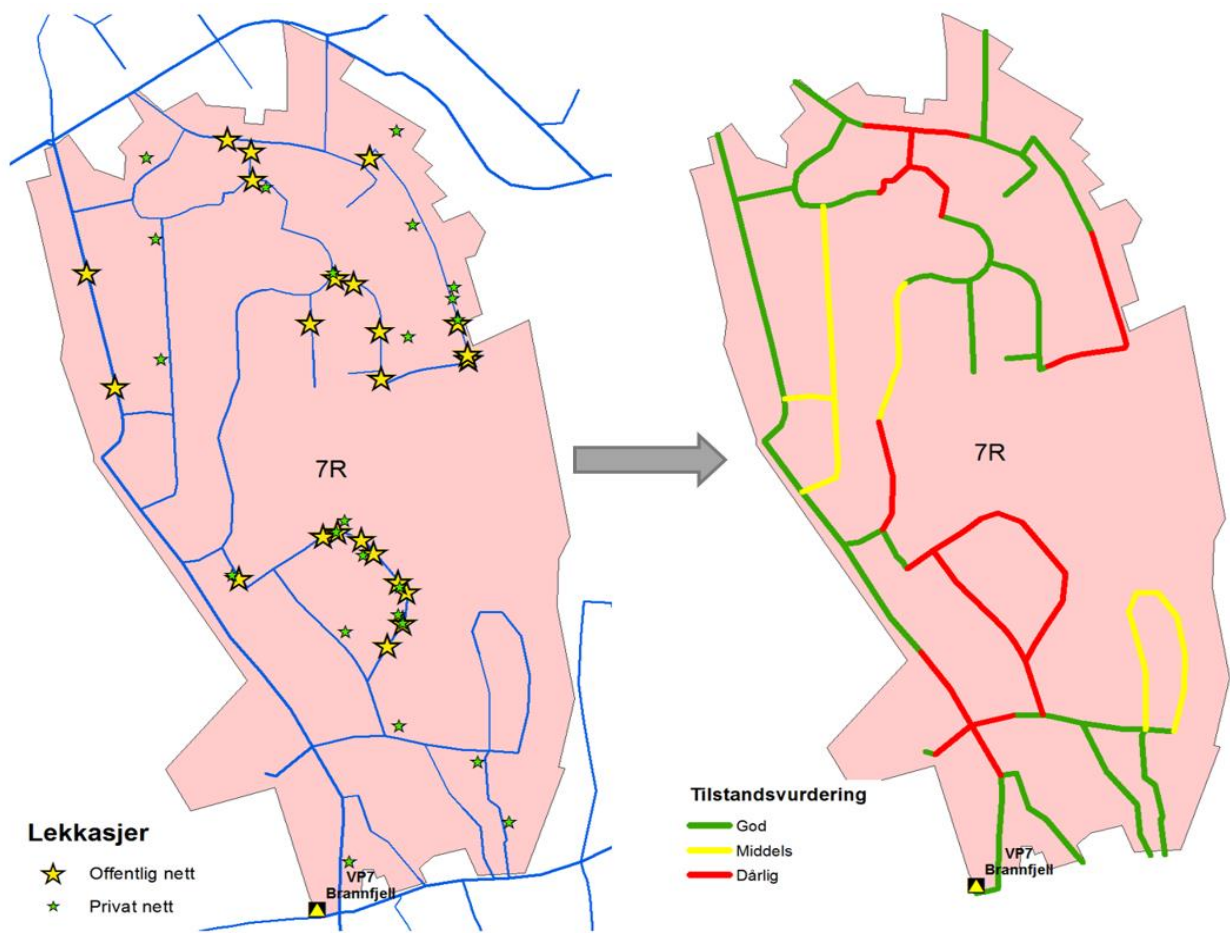 7R
Lekkasjer
Offentlig nett
Privat nett
VP7
Brannfjell
7R
Tilstandsvurdering
God
Middels
Dårlig
VP7
Brannfjell